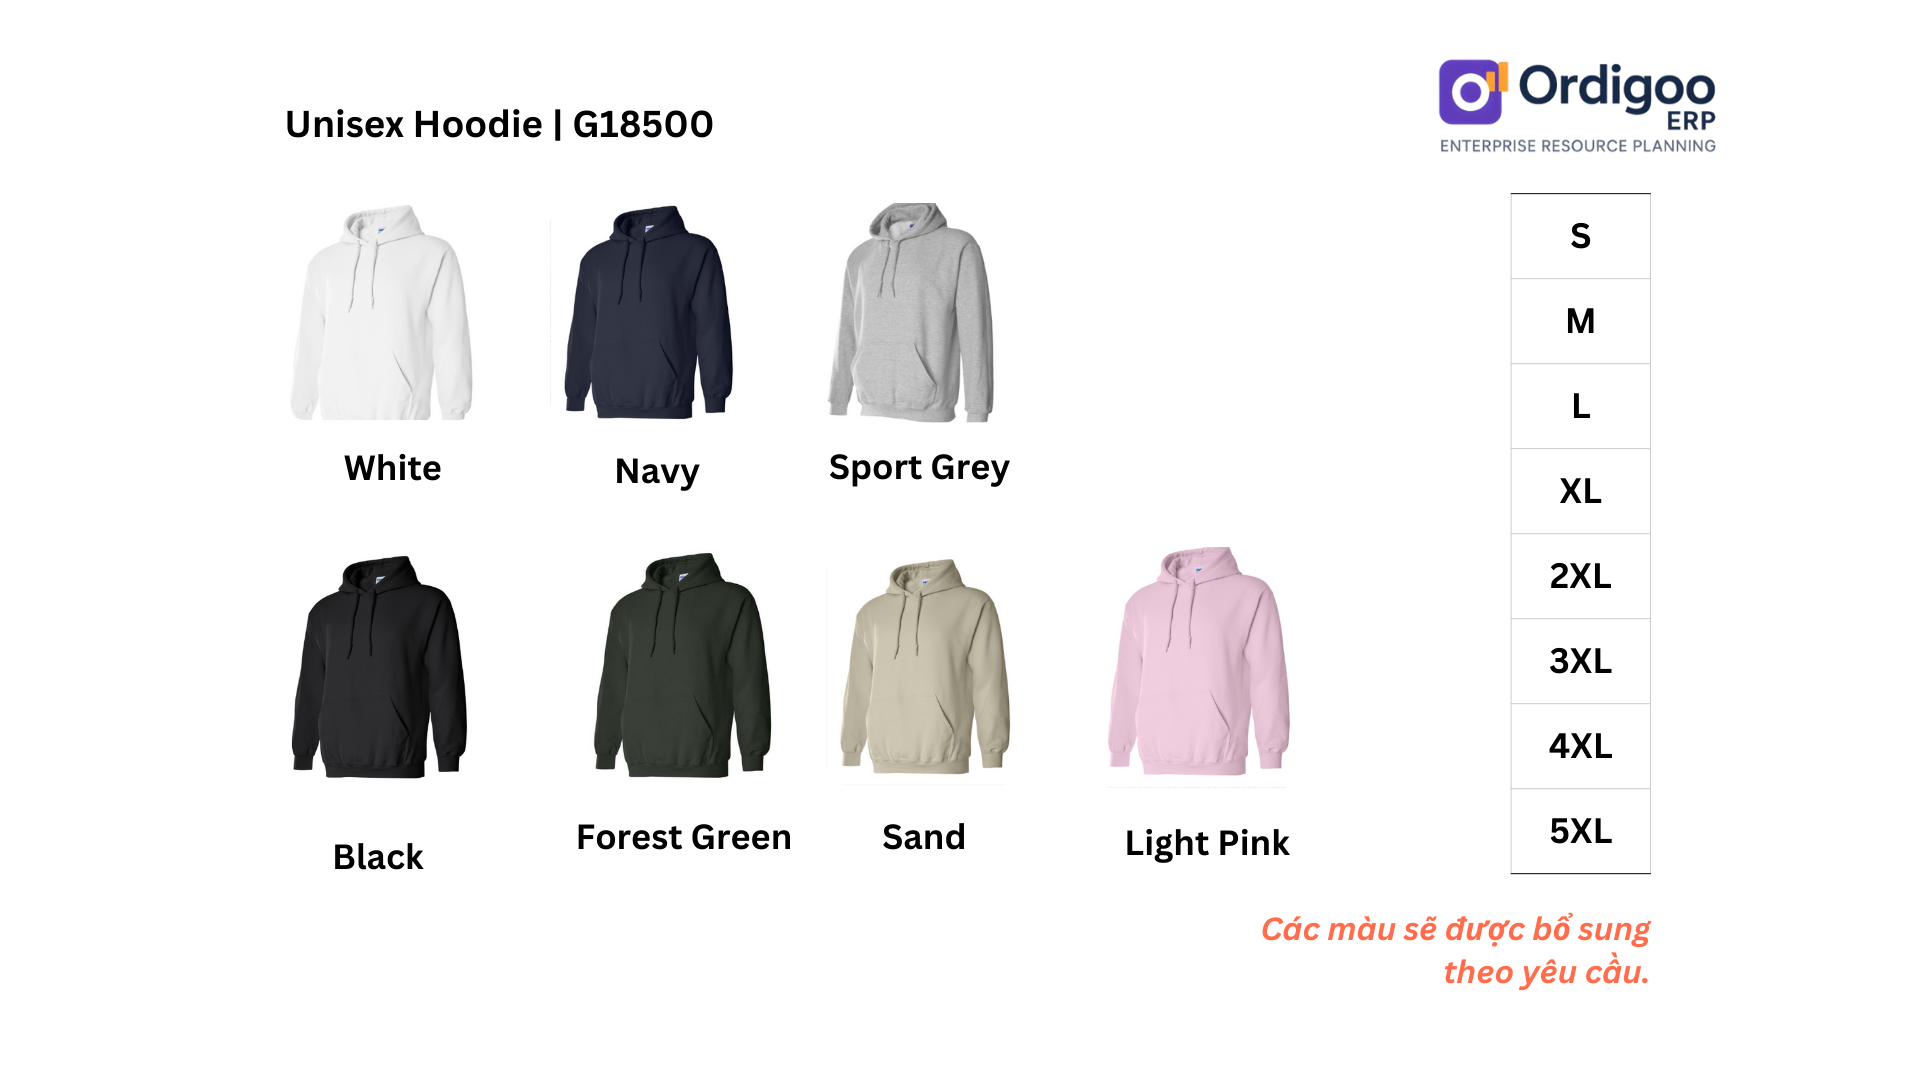 Ordigoo
ERP
ENTERPRISE RESOURCE PLANNING
Unisex Hoodie | G18500
White
Navy
Sport Grey
Black
Forest Green
Sand
Light Pink
S
M
L
XL
2XL
3XL
4XL
5XL
Các màu sẽ được bổ sung
theo yêu cầu.